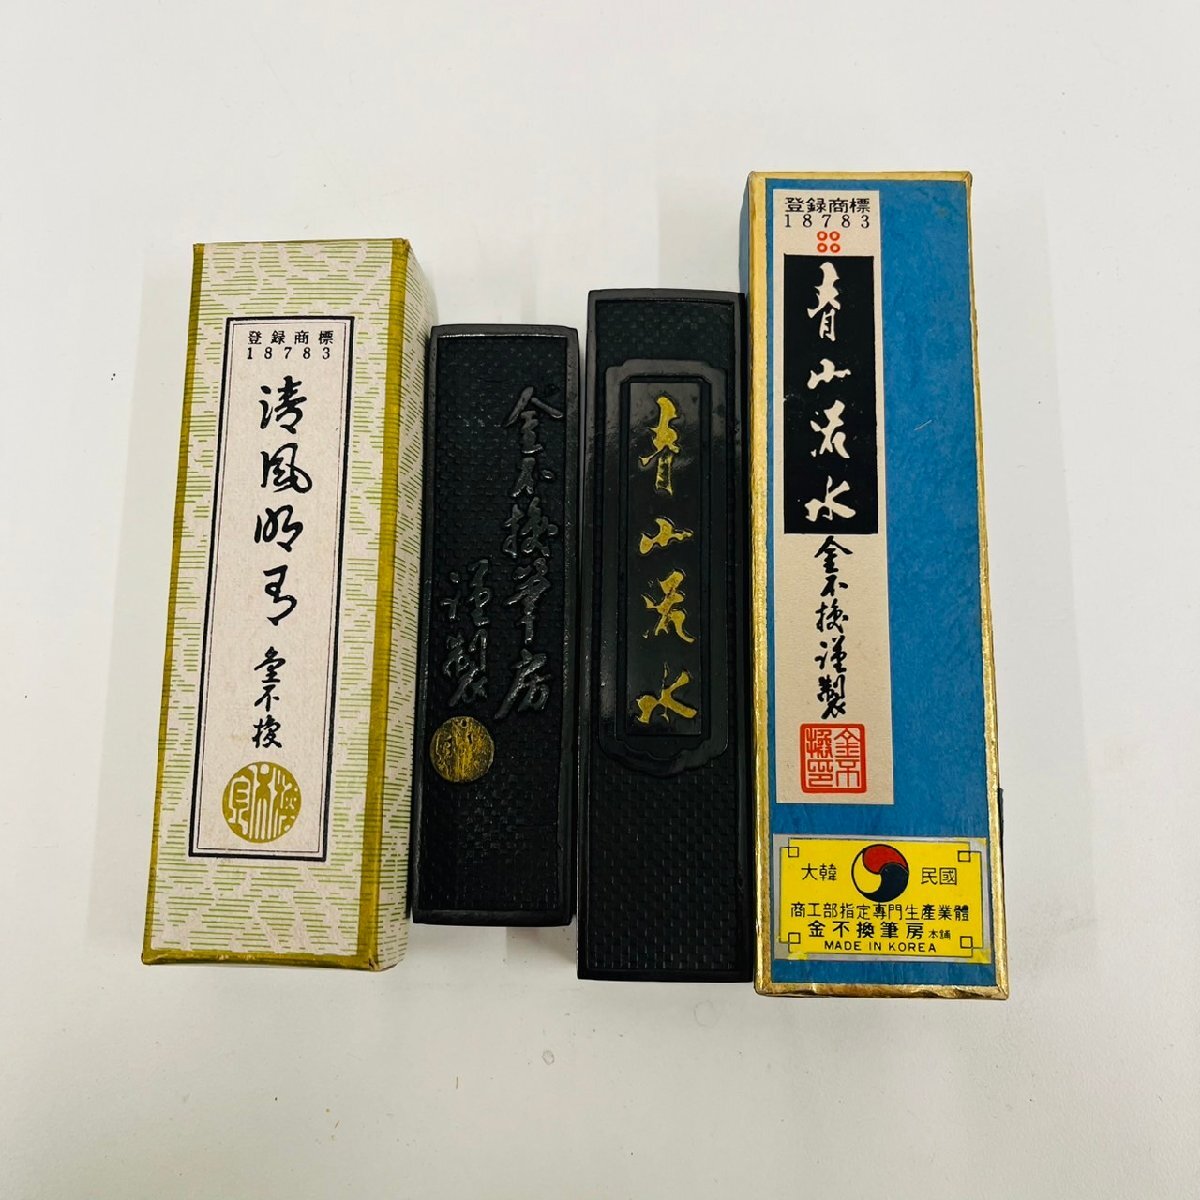 登録商標
18783
清風明月
金不換
金不換筆房
謹製
青山流水
登録商標
18783
青山流水
金不換謹製
大韓 民國
商工部指定專門生產業體
金不換筆房 本舗
MADE IN KOREA